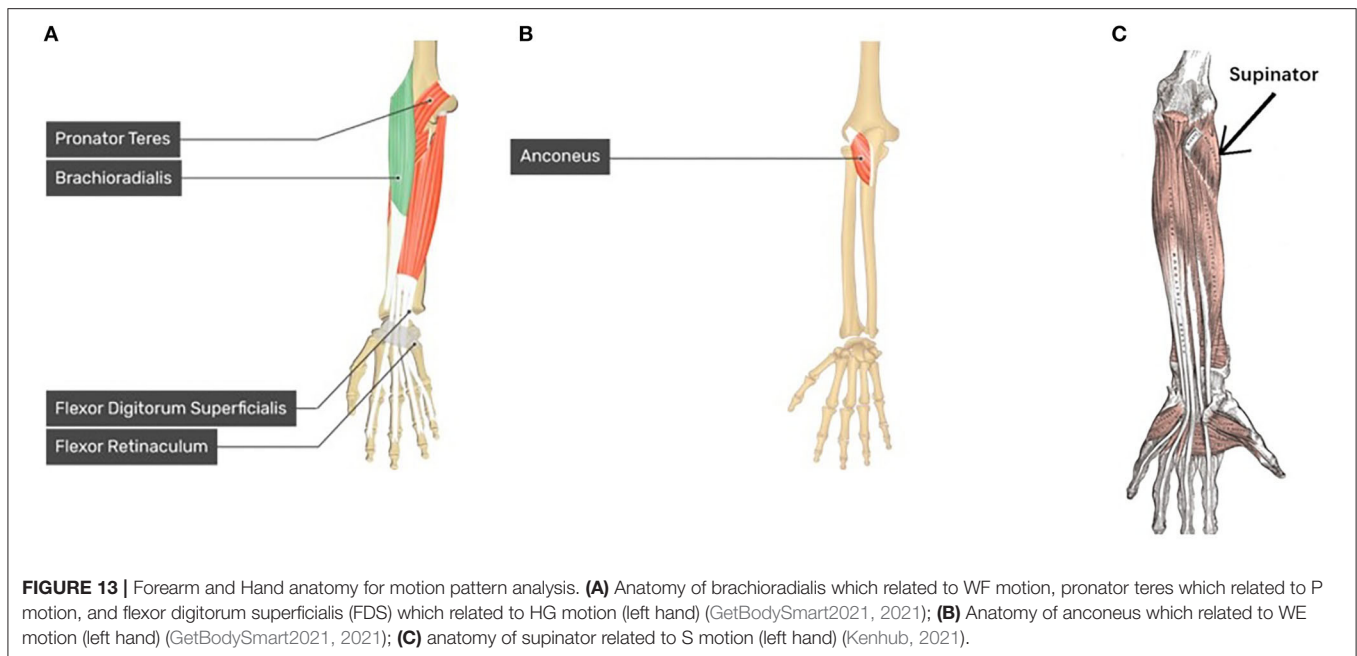 A
B
C
Supinator
Pronator Teres
Brachioradialis
Anconeus
Flexor Digitorum Superficialis
Flexor Retinaculum
FIGURE 13 | Forearm and Hand anatomy for motion pattern analysis. (A) Anatomy of brachioradialis which related to WF motion, pronator teres which related to P
motion, and flexor digitorum superficialis (FDS) which related to HG motion (left hand) (GetBodySmart2021, 2021); (B) Anatomy of anconeus which related to WE
motion (left hand) (GetBodySmart2021, 2021); (C) anatomy of supinator related to S motion (left hand) (Kenhub, 2021).